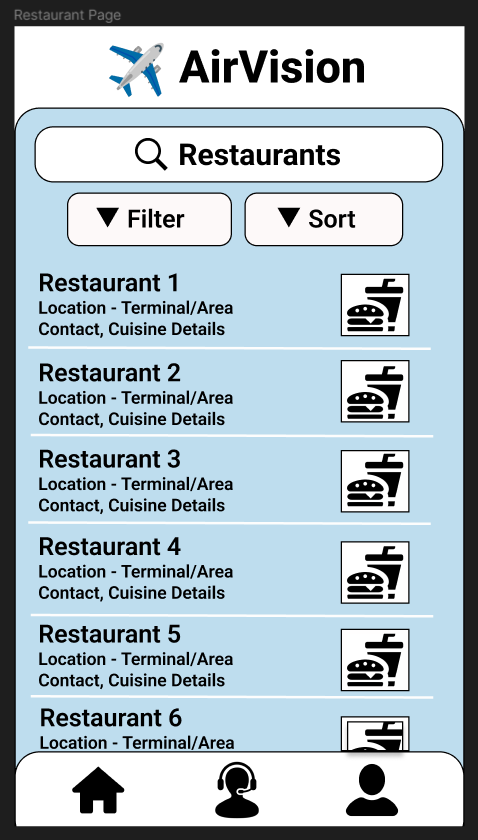 Restaurant Page
AirVision
Restaurants
Filter
Sort
Restaurant 1
Location - Terminal/Area
Contact, Cuisine Details
Restaurant 2
Location - Terminal/Area
Contact, Cuisine Details
Restaurant 3
Location - Terminal/Area
Contact, Cuisine Details
Restaurant 4
Location - Terminal/Area
Contact, Cuisine Details
Restaurant 5
Location - Terminal/Area
Contact, Cuisine Details
Restaurant 6
Location - Terminal/Area